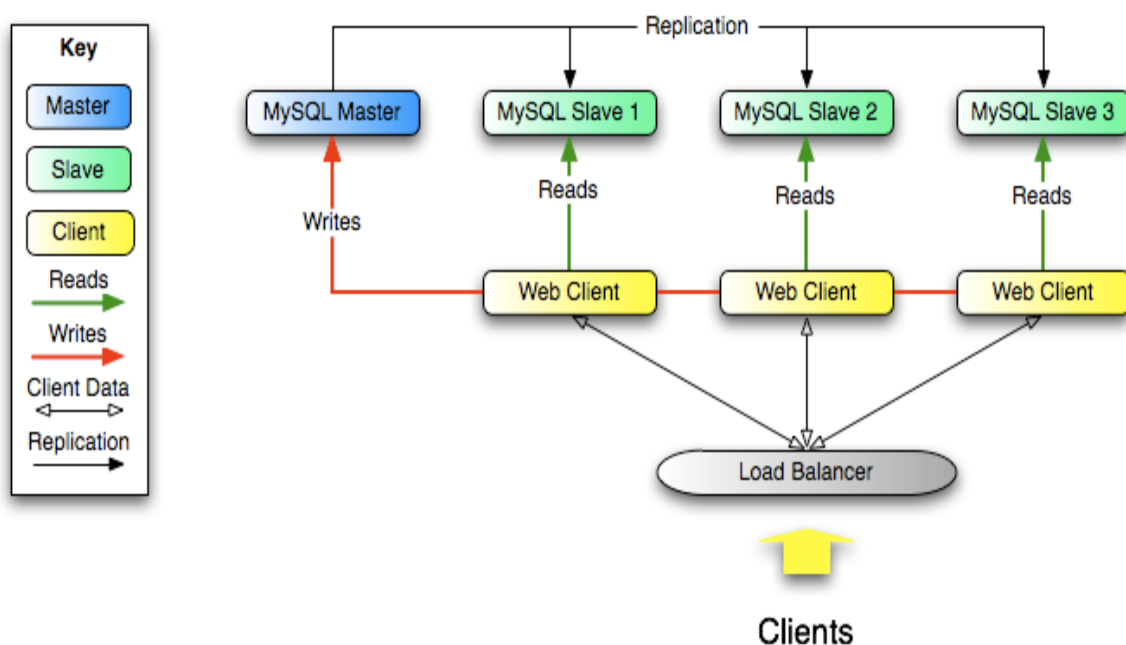 Key
Master
Slave
Client
Reads
Writes
Client Data
Replication
Replication
MySQL Master
MySQL Slave 1
MySQL Slave 2
MySQL Slave 3
Reads
Reads
Reads
Writes
Web Client
Web Client
Web Client
Load Balancer
Clients